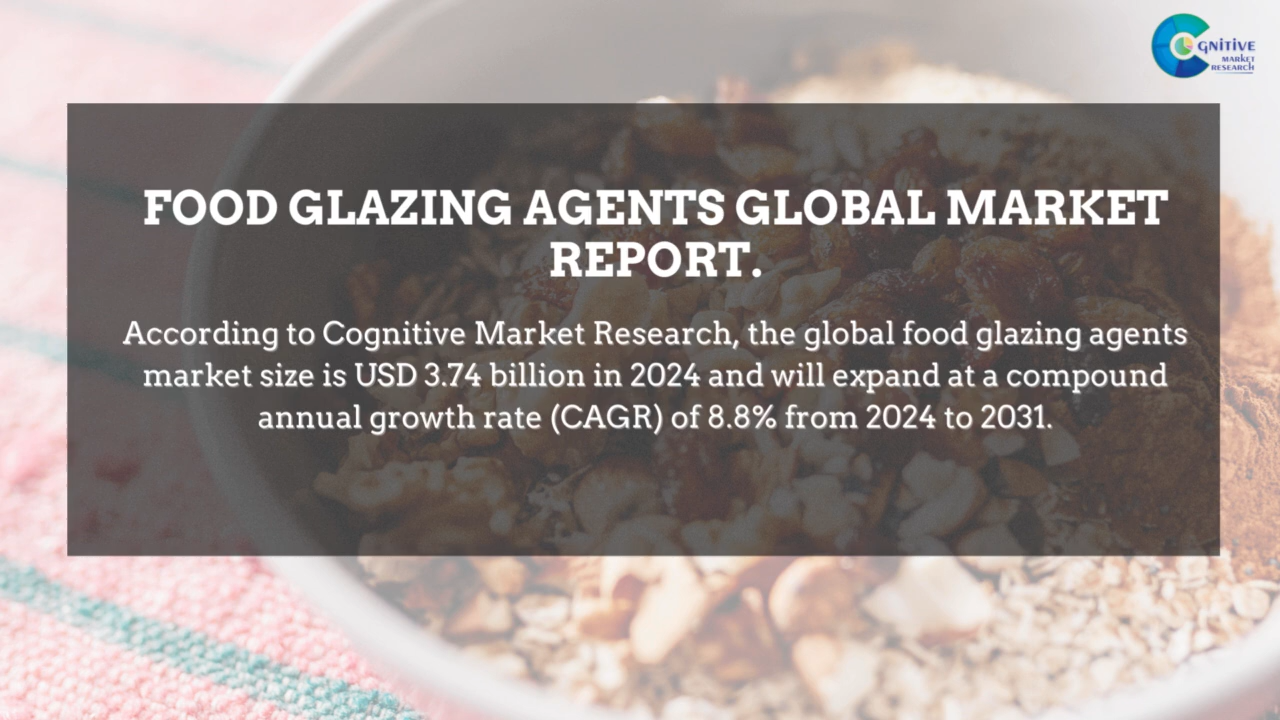 GNITIVE
MARKET
RESEARCH
FOOD GLAZING AGENTS GLOBAL MARKET
REPORT.
According to Cognitive Market Research, the global food glazing agents
market size is USD 3.74 billion in 2024 and will expand at a compound
annual growth rate (CAGR) of 8.8% from 2024 to 2031.